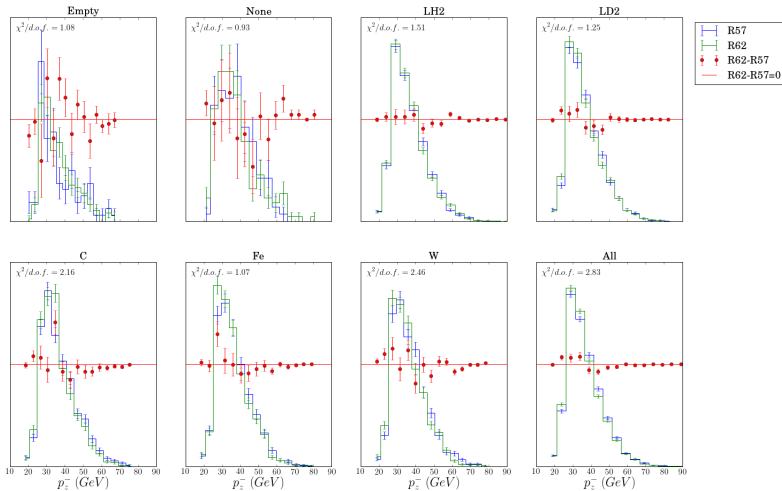 Empty
None
LH2
LD2
χ²/d.o.f. = 1.08
χ²/d.o.f. = 0.93
χ²/d.o.f. = 1.51
χ²/d.o.f. = 1.25
R57
R62
R62-R57
R62-R57=0
C
Fe
W
All
χ²/d.o.f. = 2.16
χ²/d.o.f. = 1.07
χ²/d.o.f. = 2.46
χ²/d.o.f. = 2.83
10 20 30 40 50 60 70 80 90 10 20 30 40 50 60 70 80 90 10 20 30 40 50 60 70 80 90 10 20 30 40 50 60 70 80 90
p_z^- (GeV)
p_z^- (GeV)
p_z^- (GeV)
p_z^- (GeV)